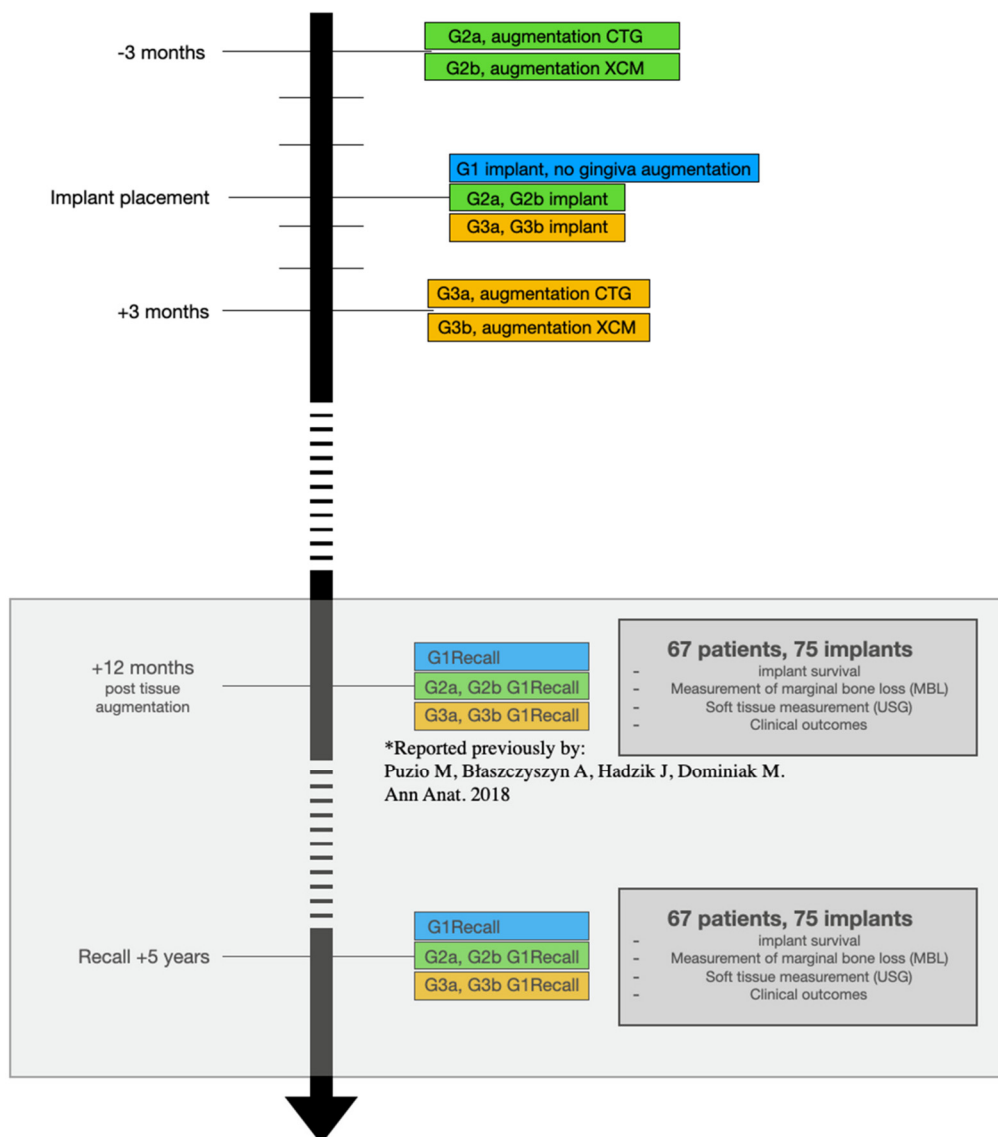 -3 months
G2a, augmentation CTG
G2b, augmentation XCM
G1 implant, no gingiva augmentation
Implant placement
G2a, G2b implant
G3a, G3b implant
G3a, augmentation CTG
+3 months
G3b, augmentation XCM
+12 months
post tissue
augmentation
G1Recall
G2a, G2b G1Recall
G3a, G3b G1Recall
67 patients, 75 implants
- implant survival
- Measurement of marginal bone loss (MBL)
- Soft tissue measurement (USG)
- Clinical outcomes
*Reported previously by:
Puzio M, Błaszczyszyn A, Hadzik J, Dominiak M.
Ann Anat. 2018
Recall +5 years
G1Recall
G2a, G2b G1Recall
G3a, G3b G1Recall
67 patients, 75 implants
- implant survival
- Measurement of marginal bone loss (MBL)
- Soft tissue measurement (USG)
- Clinical outcomes